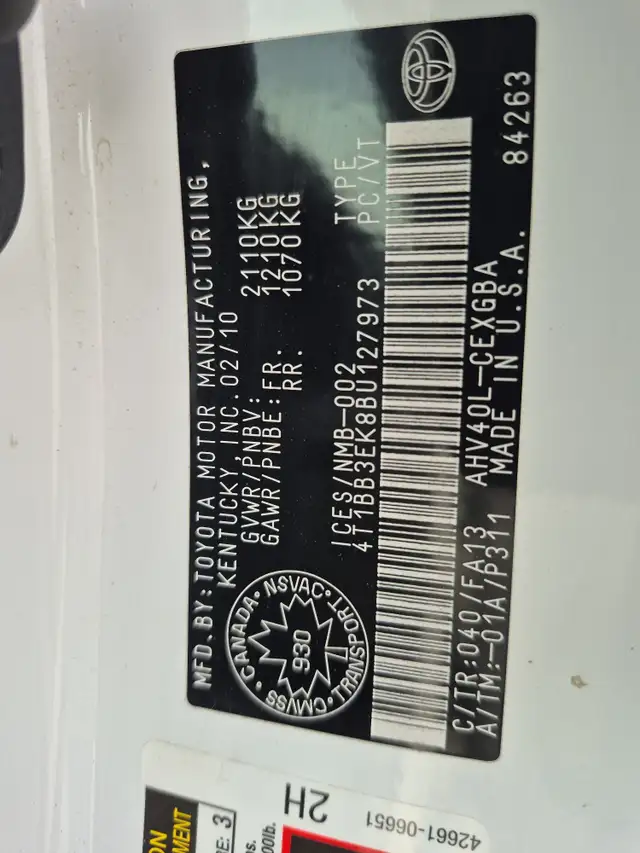 MFD.BY:TOYOTA MOTOR MANUFACTURING,
KENTUCKY, INC. 02/10
GVWR/PNBV: 2110KG
GAWR/PNBE:FR. 1210KG
RR. 1070KG
CANADA • NSVAC • TRANSPORT • CMVSS •
930
ICES/NMB-002 TYPE
4T1BB3EK8BU127973 PC/VT
C/TR:040/FA13 AHV40L-CEXGBA
A/TM:-01A/P311 MADE IN U.S.A. 84263
2H
42661-06651
E: 3